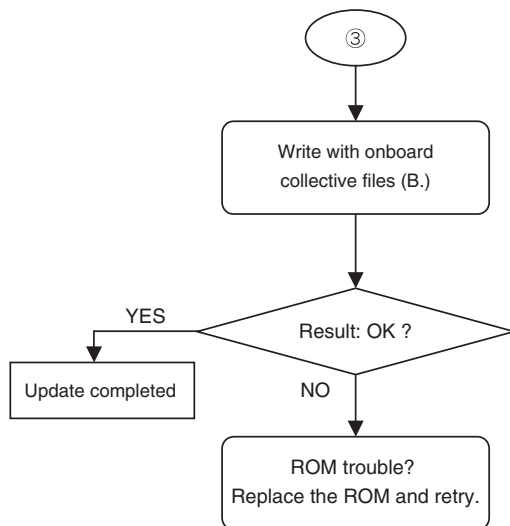 ③
Write with onboard
collective files (B.)
YES
Result: OK ?
Update completed
NO
ROM trouble?
Replace the ROM and retry.